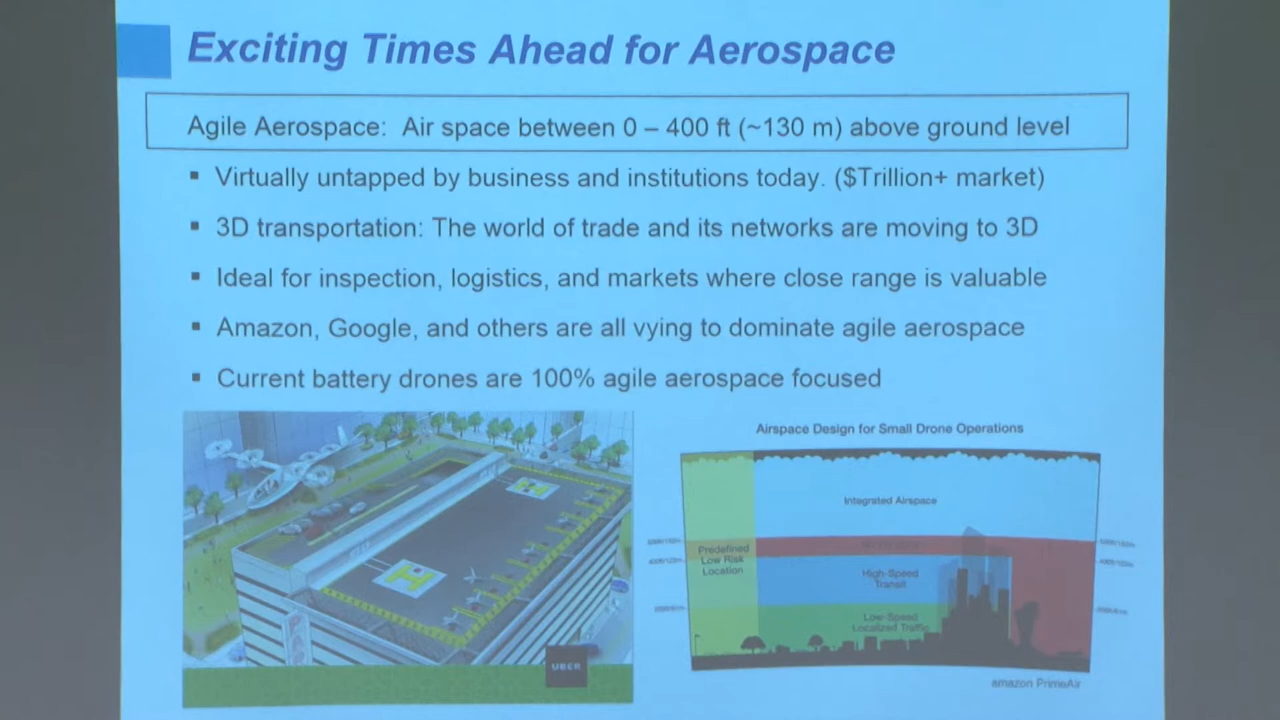 Exciting Times Ahead for Aerospace
Agile Aerospace: Air space between 0 – 400 ft (~130 m) above ground level
▪ Virtually untapped by business and institutions today. ($Trillion+ market)
▪ 3D transportation: The world of trade and its networks are moving to 3D
▪ Ideal for inspection, logistics, and markets where close range is valuable
▪ Amazon, Google, and others are all vying to dominate agile aerospace
▪ Current battery drones are 100% agile aerospace focused
Airspace Design for Small Drone Operations
Integrated Airspace
Predefined
Low Risk
Location
High-Speed
Transit
Low-Speed
Localized Traffic
H
H
UBER
amazon PrimeAir